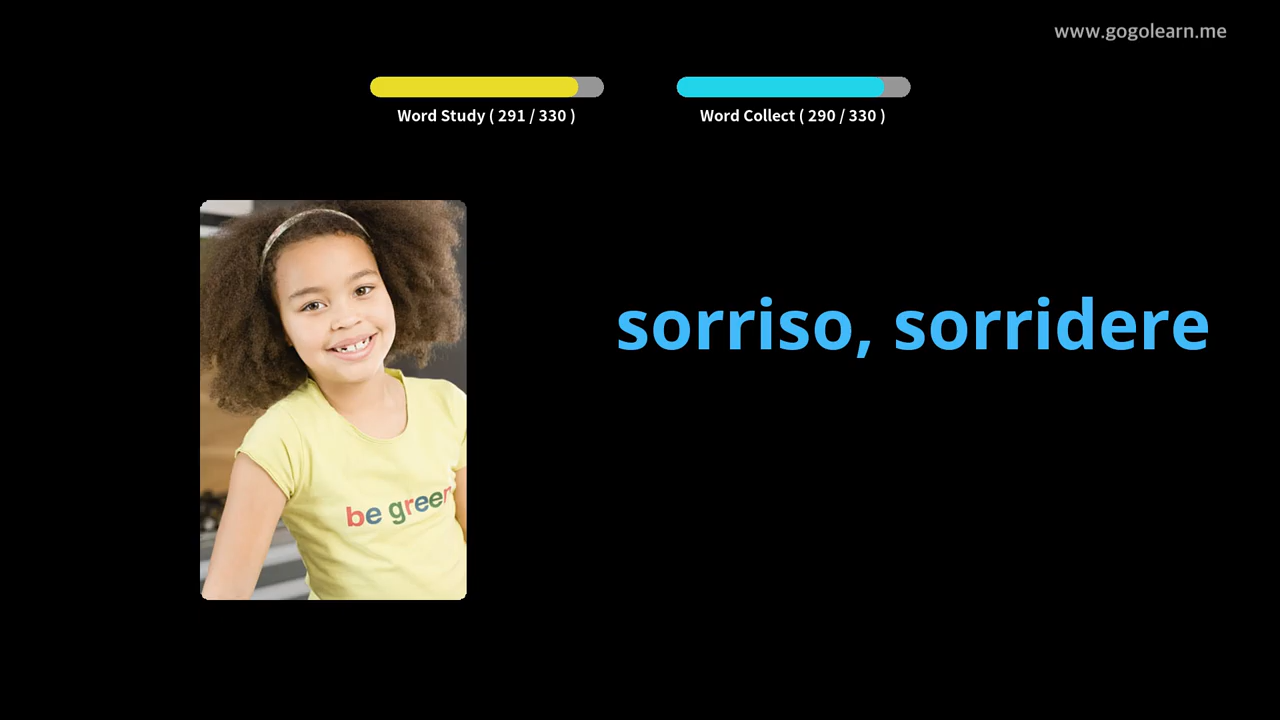 www.gogolearn.me
Word Study ( 291 / 330 )
Word Collect ( 290 / 330 )
sorriso, sorridere
be green